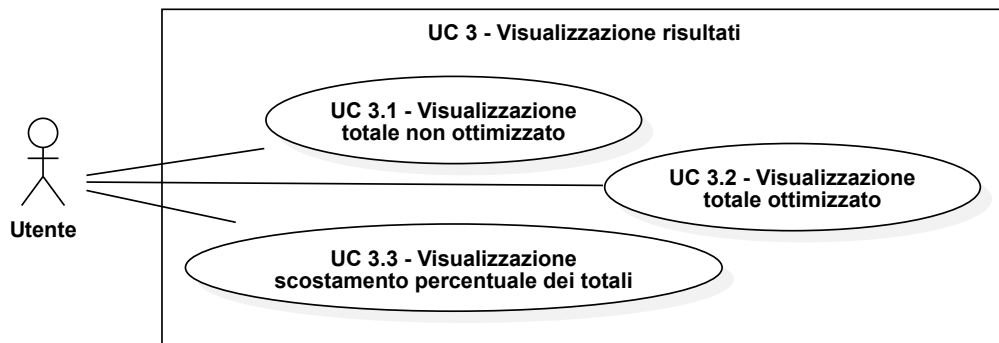 UC 3 - Visualizzazione risultati
UC 3.1 - Visualizzazione
totale non ottimizzato
UC 3.2 - Visualizzazione
totale ottimizzato
Utente
UC 3.3 - Visualizzazione
scostamento percentuale dei totali